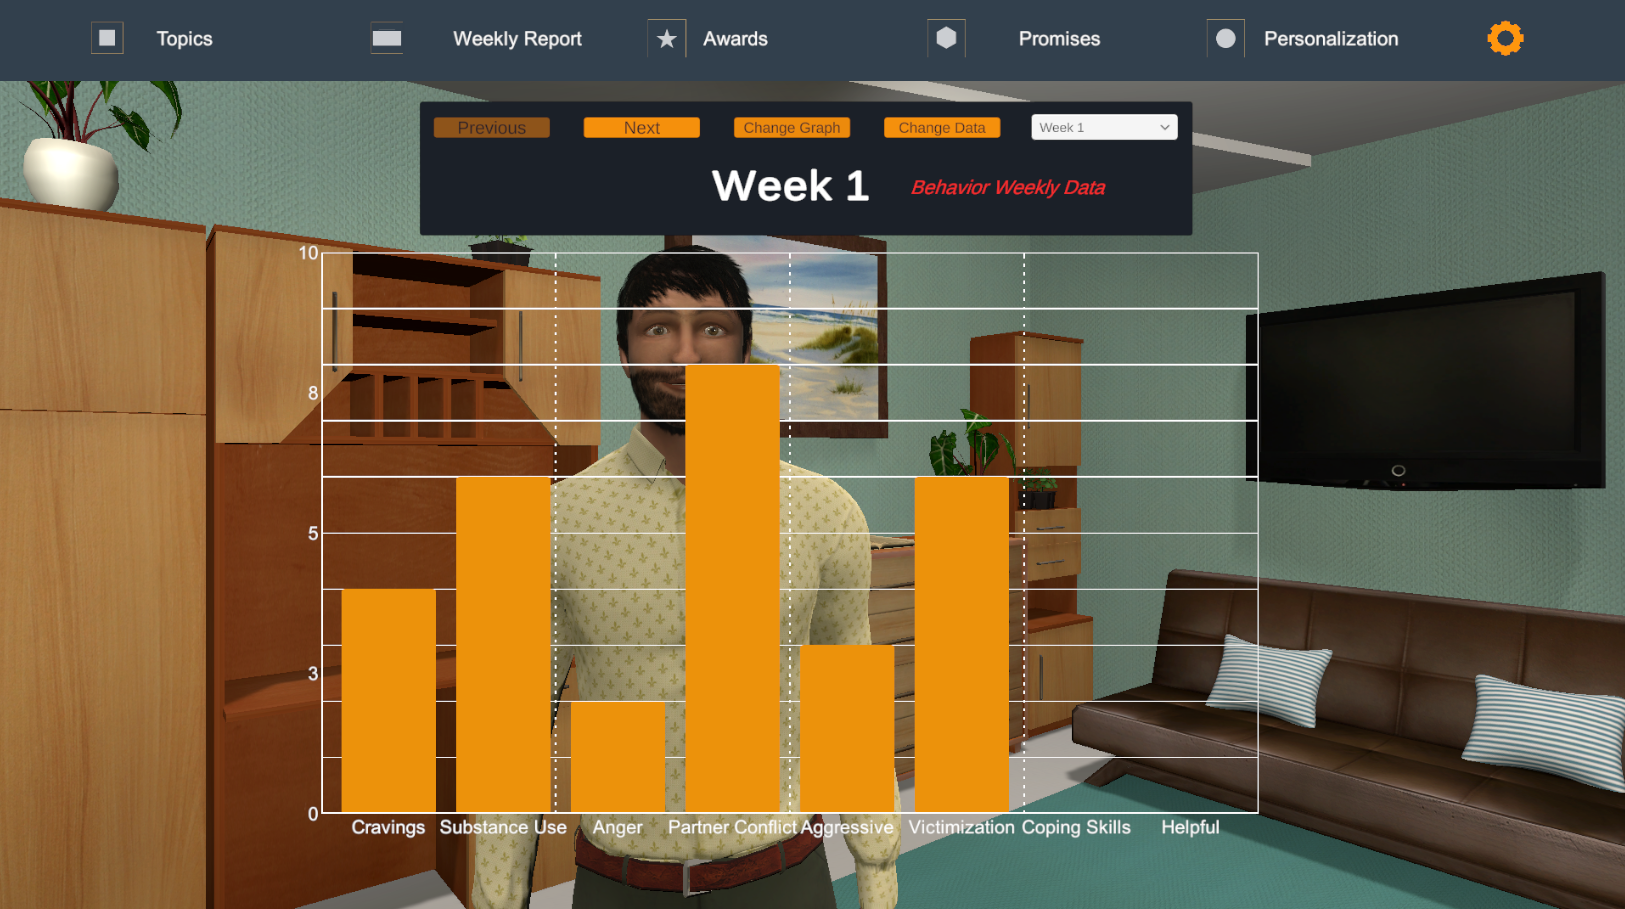 Topics
Weekly Report
Awards
Promises
Personalization
Previous
Next
Change Graph
Change Data
Week 1
Week 1
Behavior Weekly Data
10
8
5
3
0
Cravings
Substance Use
Anger
Partner Conflict
Aggressive
Victimization
Coping Skills
Helpful